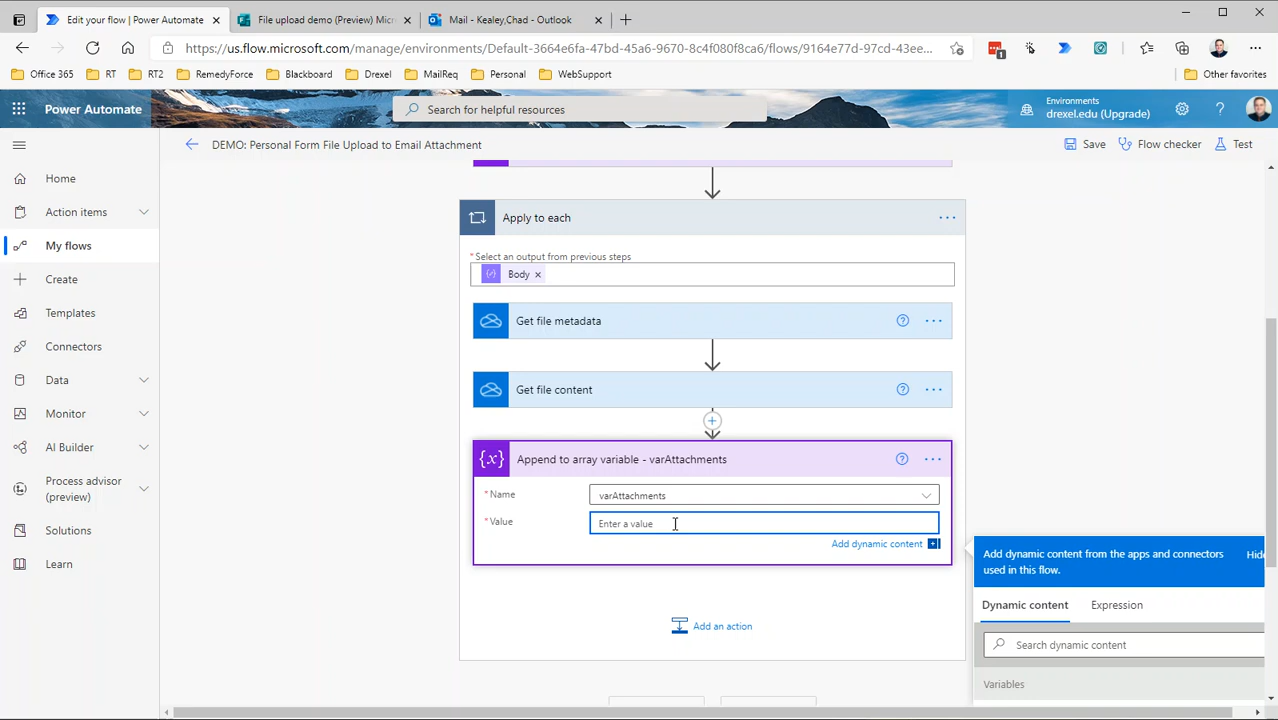 Edit your flow | Power Automate
File upload demo (Preview) Micr
Mail - Kealey,Chad - Outlook
https://us.flow.microsoft.com/manage/environments/Default-3664e6fa-47bd-45a6-9670-8c4f080f8ca6/flows/9164e77d-97cd-43ee...
1
Office 365
RT
RT2
RemedyForce
Blackboard
Drexel
MailReq
Personal
WebSupport
Other favorites
Power Automate
Search for helpful resources
Environments
drexel.edu (Upgrade)
DEMO: Personal Form File Upload to Email Attachment
Save
Flow checker
Test
Home
Action items
My flows
Create
Templates
Connectors
Data
Monitor
AI Builder
Process advisor
(preview)
Solutions
Learn
Apply to each
* Select an output from previous steps
{x} Body
Get file metadata
Get file content
{x} Append to array variable - varAttachments
* Name
varAttachments
* Value
Enter a value
Add dynamic content
Add an action
Add dynamic content from the apps and connectors
used in this flow.
Hide
Dynamic content
Expression
Search dynamic content
Variables